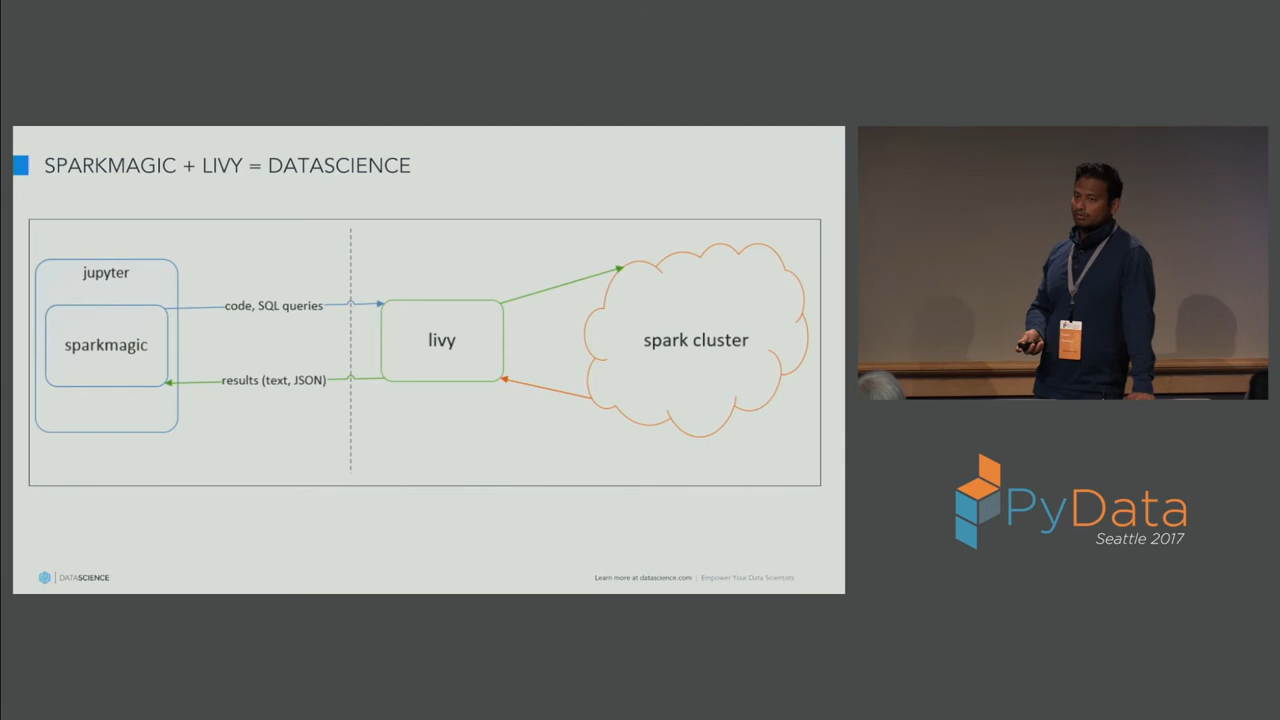 SPARKMAGIC + LIVY = DATASCIENCE
jupyter
sparkmagic
code, SQL queries
results (text, JSON)
livy
spark cluster
DATASCIENCE
Learn more at datascience.com | Empower Your Data Scientists
PyData
Seattle 2017